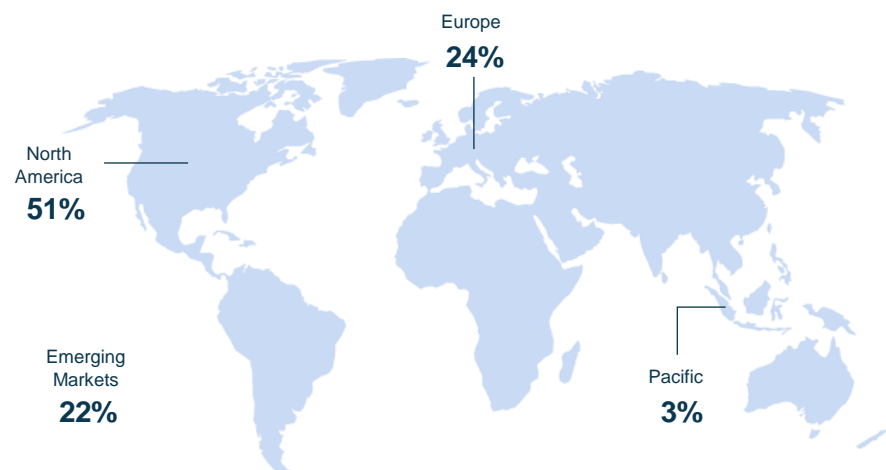 Europe
24%
North
America
51%
Emerging
Markets
22%
Pacific
3%